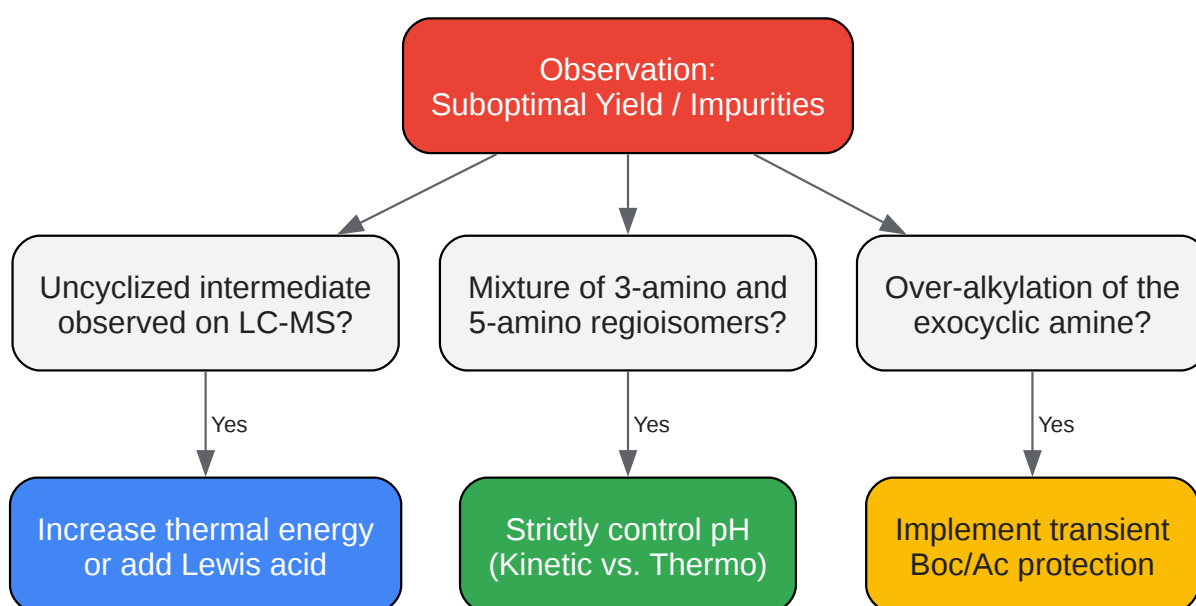 Observation:
Suboptimal Yield / Impurities
Uncyclized intermediate
observed on LC-MS?
Mixture of 3-amino and
5-amino regioisomers?
Over-alkylation of the
exocyclic amine?
Yes
Yes
Yes
Increase thermal energy
or add Lewis acid
Strictly control pH
(Kinetic vs. Thermo)
Implement transient
Boc/Ac protection